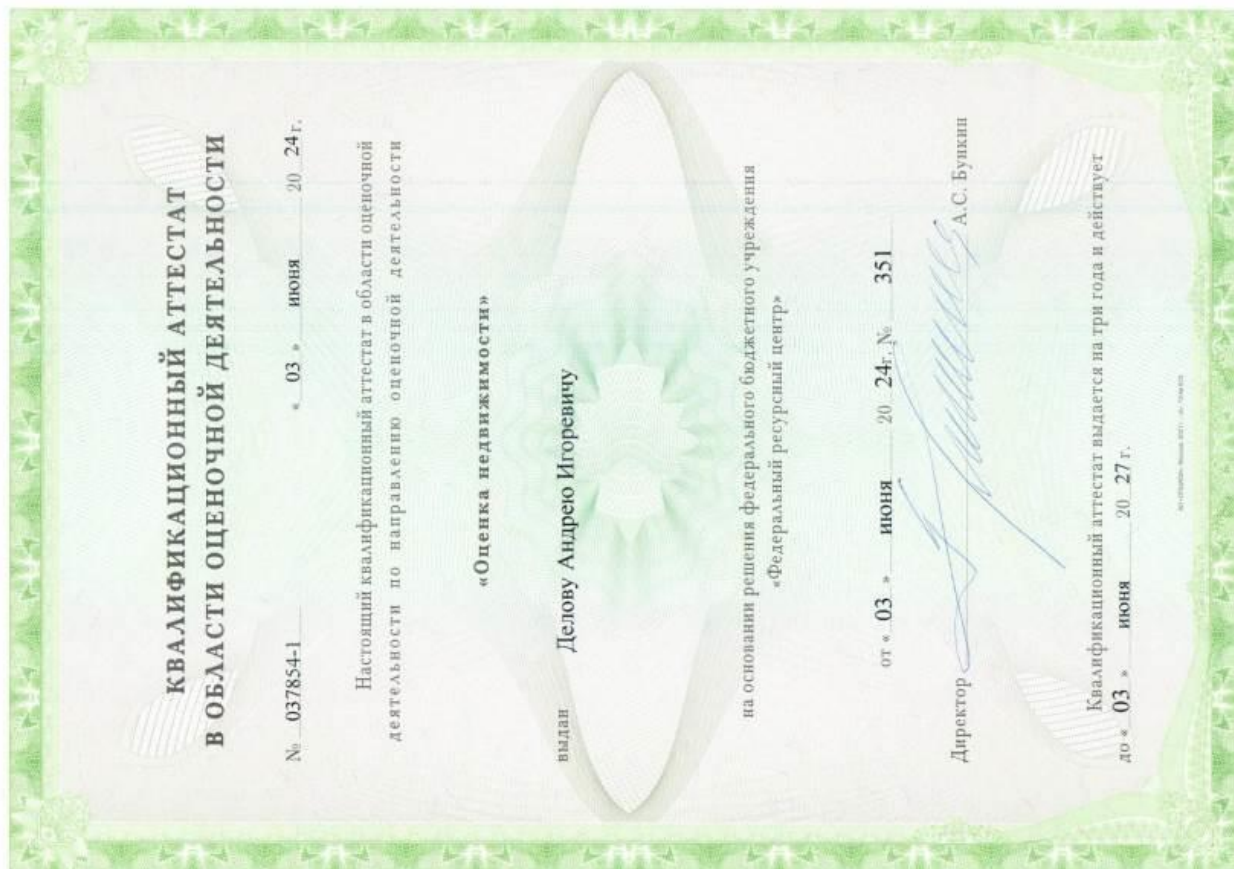 КВАЛИФИКАЦИОННЫЙ АТТЕСТАТ
В ОБЛАСТИ ОЦЕНОЧНОЙ ДЕЯТЕЛЬНОСТИ
№ 037854-1 « 03 » июня 20 24 г.
Настоящий квалификационный аттестат в области оценочной
деятельности по направлению оценочной деятельности
«Оценка недвижимости»
выдан Делову Андрею Игоревичу
на основании решения федерального бюджетного учреждения
«Федеральный ресурсный центр»
от « 03 » июня 20 24 г. № 351
Директор А.С. Бункин
Квалификационный аттестат выдается на три года и действует
до « 03 » июня 20 27 г.